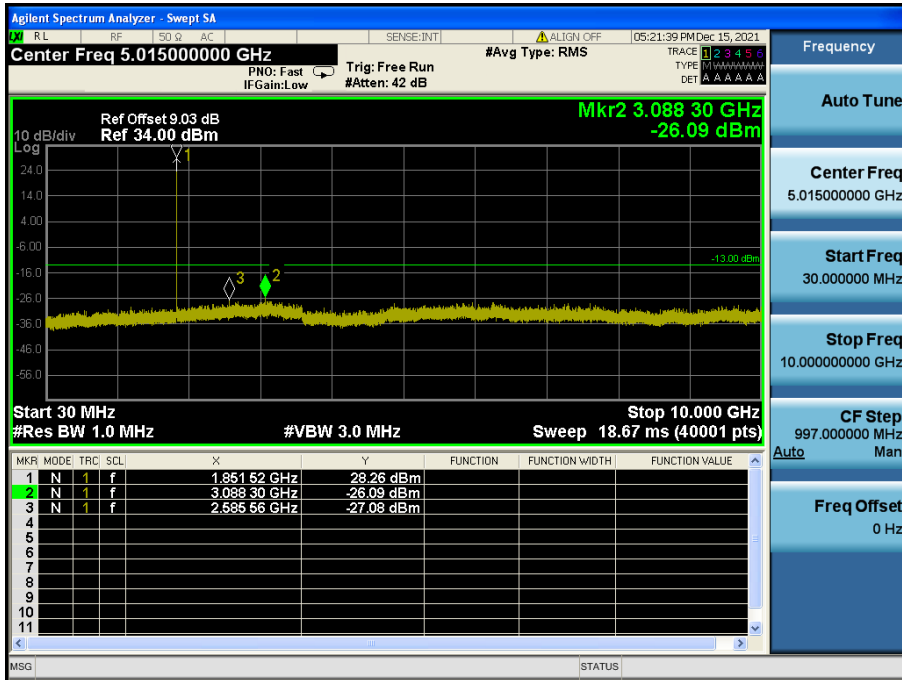 Agilent Spectrum Analyzer - Swept SA
LXI RL RF 50 Ω AC SENSE:INT ALIGN OFF 05:21:39 PM Dec 15, 2021
Center Freq 5.015000000 GHz #Avg Type: RMS TRACE 1 2 3 4 5 6
PNO: Fast Trig: Free Run TYPE M W W W W W
IFGain:Low #Atten: 42 dB DET A A A A A A
Frequency
Auto Tune
Center Freq
5.015000000 GHz
Start Freq
30.000000 MHz
Stop Freq
10.000000000 GHz
CF Step
997.000000 MHz
Auto Man
Freq Offset
0 Hz
Mkr2 3.088 30 GHz
-26.09 dBm
Ref Offset 9.03 dB
10 dB/div Ref 34.00 dBm
Log
24.0
14.0
4.00
-6.00
-16.0
-26.0
-36.0
-46.0
-56.0
1
3
2
-13.00 dBm
Start 30 MHz Stop 10.000 GHz
#Res BW 1.0 MHz #VBW 3.0 MHz Sweep 18.67 ms (40001 pts)
MKR MODE TRC SCL X Y FUNCTION FUNCTION WIDTH FUNCTION VALUE
1 N 1 f 1.851 52 GHz 28.26 dBm
2 N 1 f 3.088 30 GHz -26.09 dBm
3 N 1 f 2.585 56 GHz -27.08 dBm
4
5
6
7
8
9
10
11
MSG STATUS